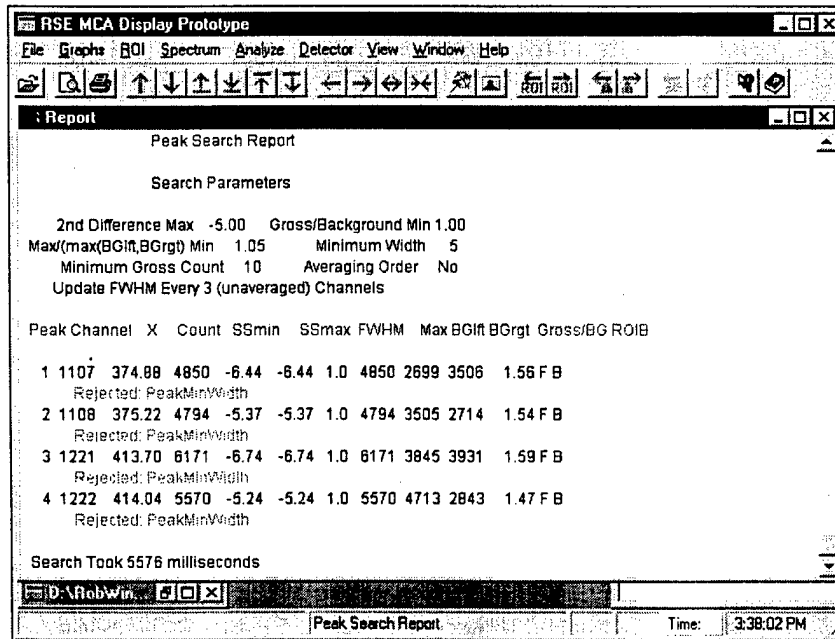 RSE MCA Display Prototype
File Graphs ROI Spectrum Analyze Detector View Window Help
ROI ROI
Report
Peak Search Report
Search Parameters
2nd Difference Max -5.00 Gross/Background Min 1.00
Max/(max(BGlft,BGrgt) Min 1.05 Minimum Width 5
Minimum Gross Count 10 Averaging Order No
Update FWHM Every 3 (unaveraged) Channels
Peak Channel X Count SSmin SSmax FWHM Max BGlft BGrgt Gross/BG ROIB
1 1107 374.88 4850 -6.44 -6.44 1.0 4850 2699 3506 1.56 F B
Rejected: PeakMinWidth
2 1108 375.22 4794 -5.37 -5.37 1.0 4794 3505 2714 1.54 F B
Rejected: PeakMinWidth
3 1221 413.70 6171 -6.74 -6.74 1.0 6171 3845 3931 1.59 F B
Rejected: PeakMinWidth
4 1222 414.04 5570 -5.24 -5.24 1.0 5570 4713 2843 1.47 F B
Rejected: PeakMinWidth
Search Took 5576 milliseconds
D:\RobWin...
Peak Search Report Time: 3:38:02 PM